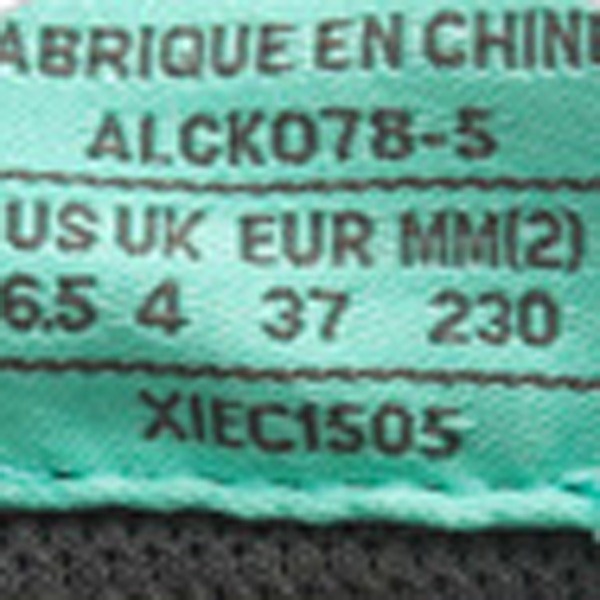 ABRIQUE EN CHINE
ALCK078-5
US UK EUR MM(2)
6.5 4 37 230
XIEC1505